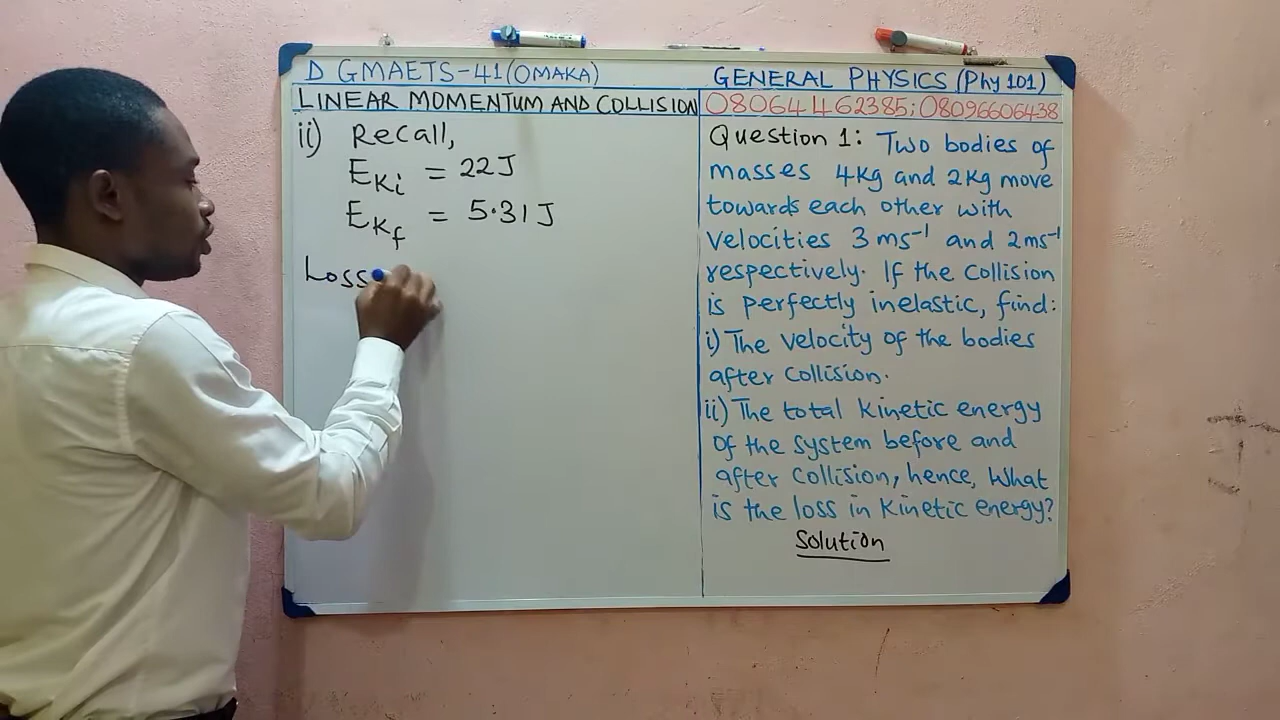 D GMAETS-41(OMAKA)
LINEAR MOMENTUM AND COLLISION
ii) Recall,
EKi = 22J
EKf = 5.31J
Loss
GENERAL PHYSICS (Phy 101)
08064462385; 08096606438
Question 1: Two bodies of
masses 4Kg and 2Kg move
towards each other with
velocities 3 ms⁻¹ and 2ms⁻¹
respectively. If the collision
is perfectly inelastic, find:
i) The velocity of the bodies
after collision.
ii) The total kinetic energy
of the system before and
after collision, hence, What
is the loss in kinetic energy?
Solution